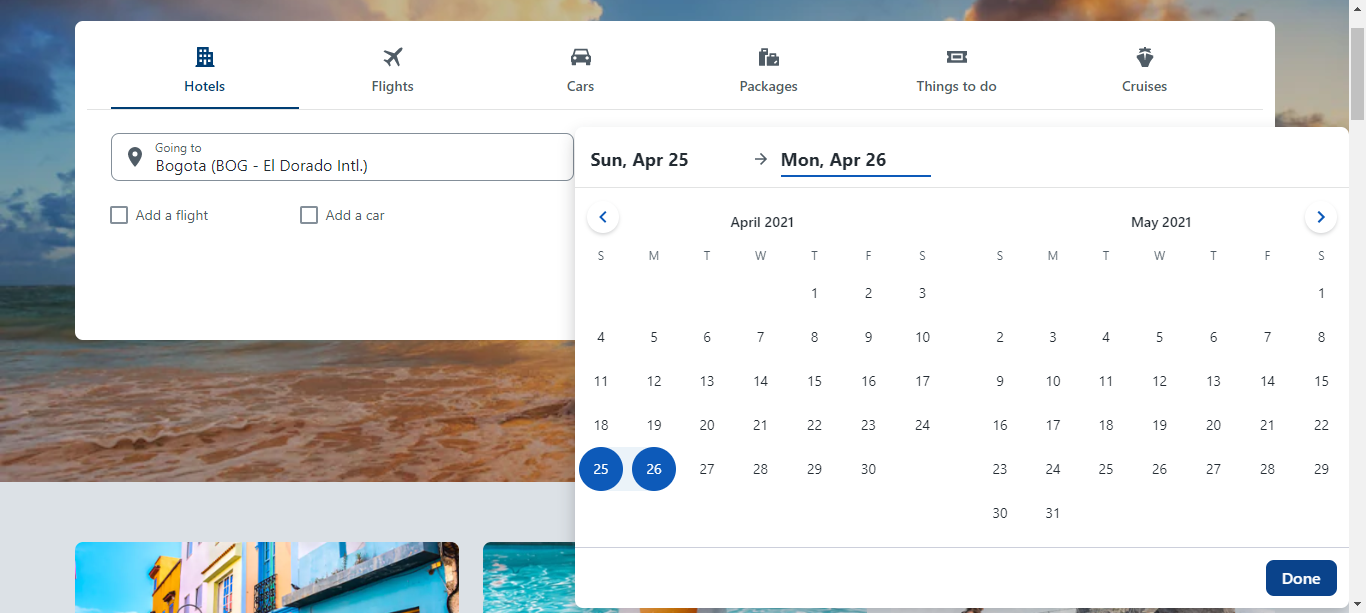 Hotels Flights Cars Packages Things to do Cruises
Going to
Bogota (BOG - El Dorado Intl.)
Add a flight Add a car
Sun, Apr 25 Mon, Apr 26
April 2021
S M T W T F S
1 2 3
4 5 6 7 8 9 10
11 12 13 14 15 16 17
18 19 20 21 22 23 24
25 26 27 28 29 30
May 2021
S M T W T F S
1
2 3 4 5 6 7 8
9 10 11 12 13 14 15
16 17 18 19 20 21 22
23 24 25 26 27 28 29
30 31
Done